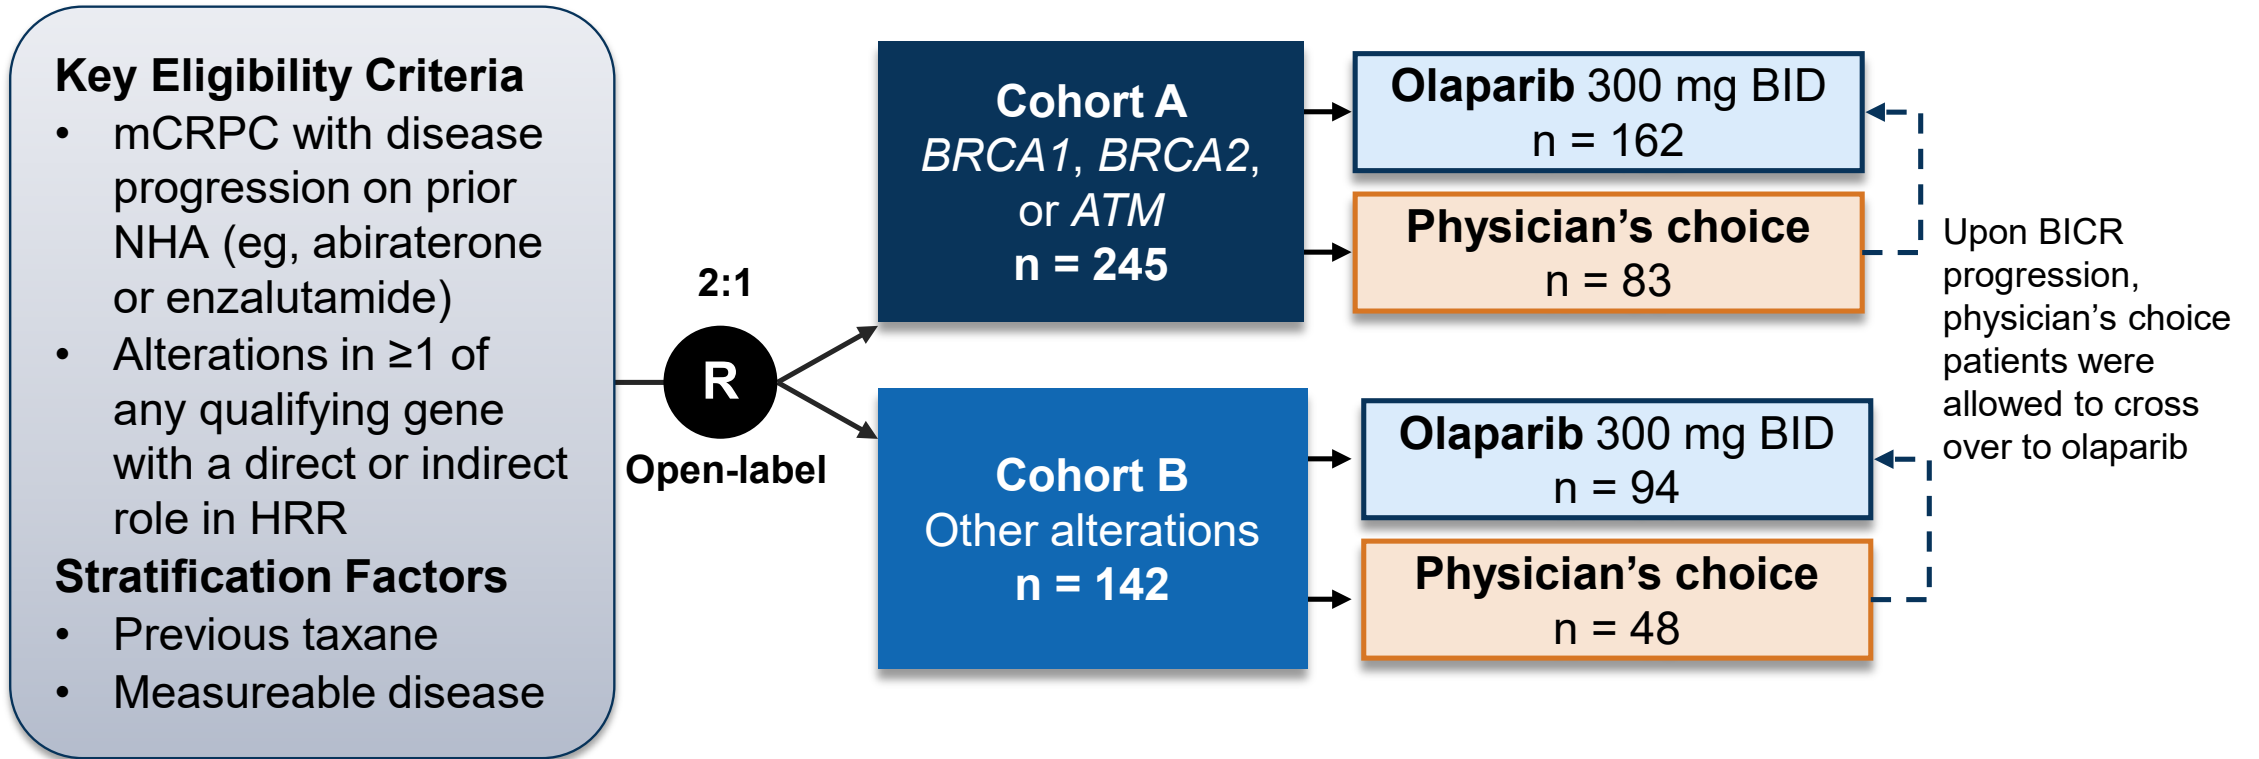 Key Eligibility Criteria
• mCRPC with disease
progression on prior
NHA (eg, abiraterone
or enzalutamide)
• Alterations in ≥1 of
any qualifying gene
with a direct or indirect
role in HRR
Stratification Factors
• Previous taxane
• Measureable disease
2:1
R
Open-label
Cohort A
BRCA1, BRCA2,
or ATM
n = 245
Olaparib 300 mg BID
n = 162
Physician's choice
n = 83
Cohort B
Other alterations
n = 142
Olaparib 300 mg BID
n = 94
Physician's choice
n = 48
Upon BICR
progression,
physician's choice
patients were
allowed to cross
over to olaparib